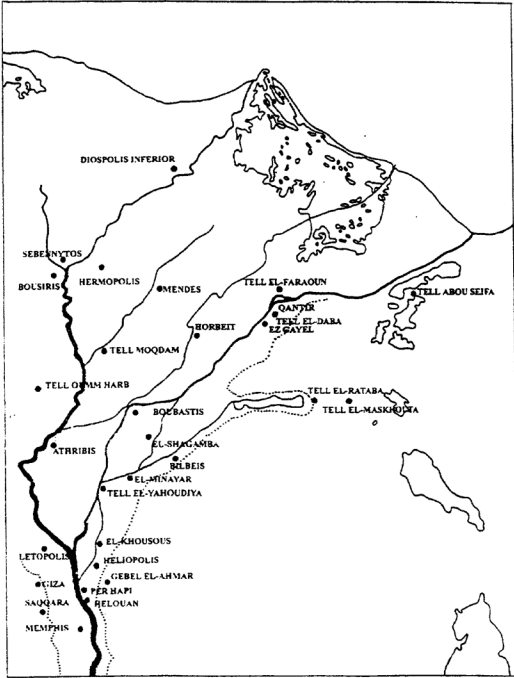 DIOSPOLIS INFERIOR
SEBENNYTOS
BOUSIRIS
HERMOPOLIS
MENDES
TELL EL-FARAOUN
TELL ABOU SEIFA
QANTIR
TELL EL-DABA
EZ GAYEL
HORBEIT
TELL MOQDAM
TELL OUMM HARB
TELL EL-RATABA
TELL EL-MASKHOUTA
BOUBASTIS
ATHRIBIS
EL-SHAGAMBA
BILBEIS
EL-MINAYAR
TELL EL-YAHOUDIYA
EL-KHOUSOUS
LETOPOLIS
HELIOPOLIS
GEBEL EL-AHMAR
GIZA
PER HAPI
SAQQARA
HELOUAN
MEMPHIS